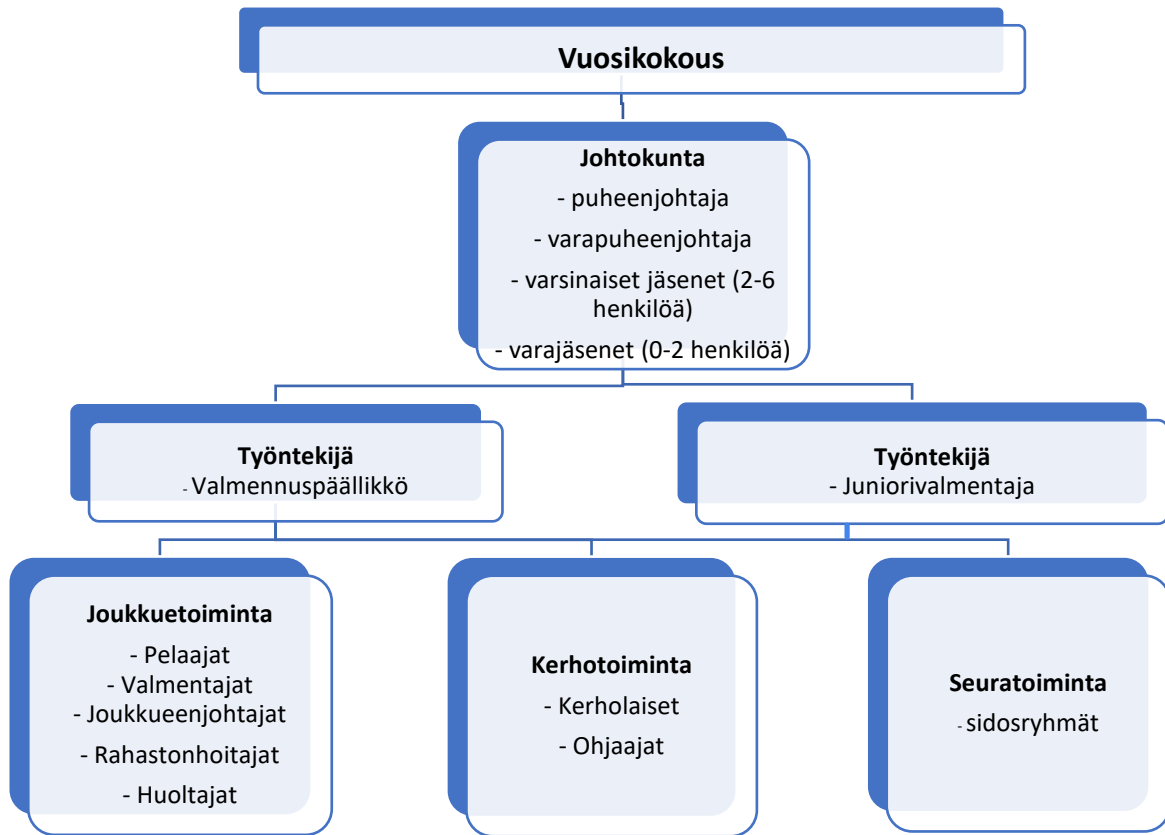 Vuosikokous
Johtokunta
- puheenjohtaja
- varapuheenjohtaja
- varsinaiset jäsenet (2-6
henkilöä)
- varajäsenet (0-2 henkilöä)
Työntekijä
- Valmennuspäällikkö
Työntekijä
- Juniorivalmentaja
Joukkuetoiminta
- Pelaajat
- Valmentajat
- Joukkueenjohtajat
- Rahastonhoitajat
- Huoltajat
Kerhotoiminta
- Kerholaiset
- Ohjaajat
Seuratoiminta
- sidosryhmät